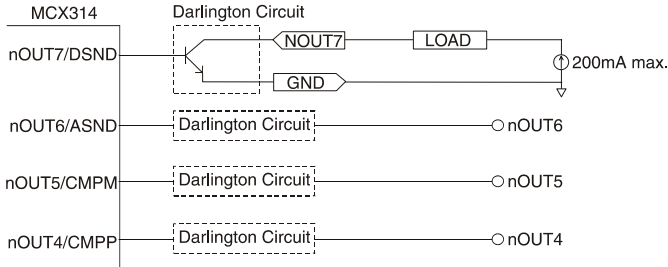 MCX314
Darlington Circuit
nOUT7/DSND
NOUT7
LOAD
200mA max.
GND
nOUT6/ASND
Darlington Circuit
nOUT6
nOUT5/CMPM
Darlington Circuit
nOUT5
nOUT4/CMPP
Darlington Circuit
nOUT4